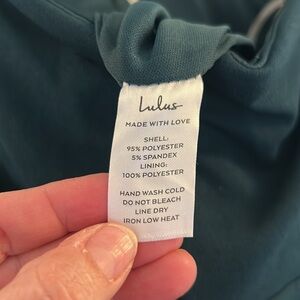 Lulus
MADE WITH LOVE
SHELL:
95% POLYESTER
5% SPANDEX
LINING:
100% POLYESTER
HAND WASH COLD
DO NOT BLEACH
LINE DRY
IRON LOW HEAT